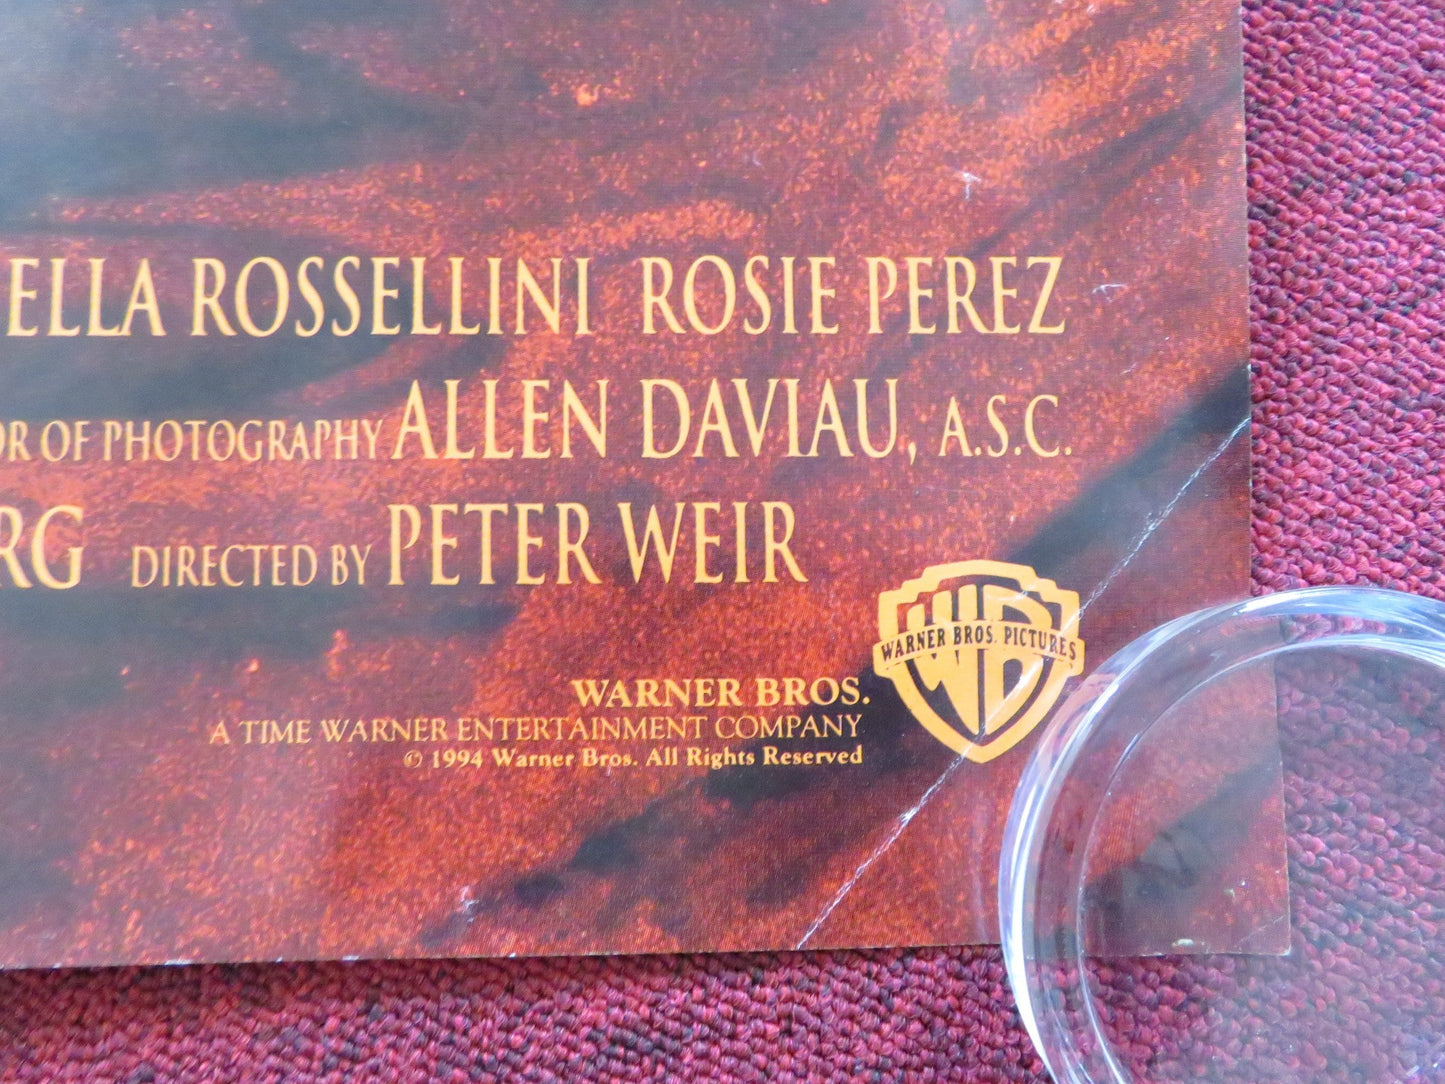 ELLA ROSSELLINI ROSIE PEREZ
OR OF PHOTOGRAPHY ALLEN DAVIAU, A.S.C.
RG DIRECTED BY PETER WEIR
WB
WARNER BROS. PICTURES
WARNER BROS.
A TIME WARNER ENTERTAINMENT COMPANY
© 1994 Warner Bros. All Rights Reserved